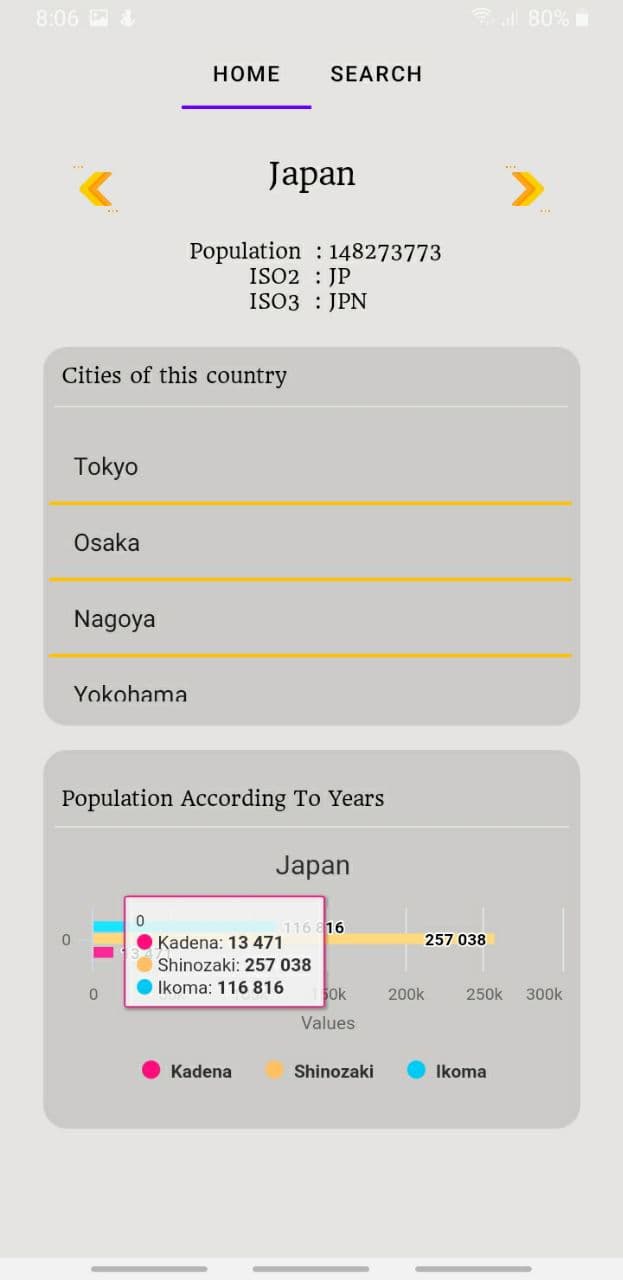 8:06 80%
HOME SEARCH
Japan
Population : 148273773
ISO2 : JP
ISO3 : JPN
Cities of this country
Tokyo
Osaka
Nagoya
Yokohama
Population According To Years
Japan
0
Kadena: 13 471
Shinozaki: 257 038
Ikoma: 116 816
116 816
0
257 038
13 471
0 150k 200k 250k 300k
Values
Kadena Shinozaki Ikoma